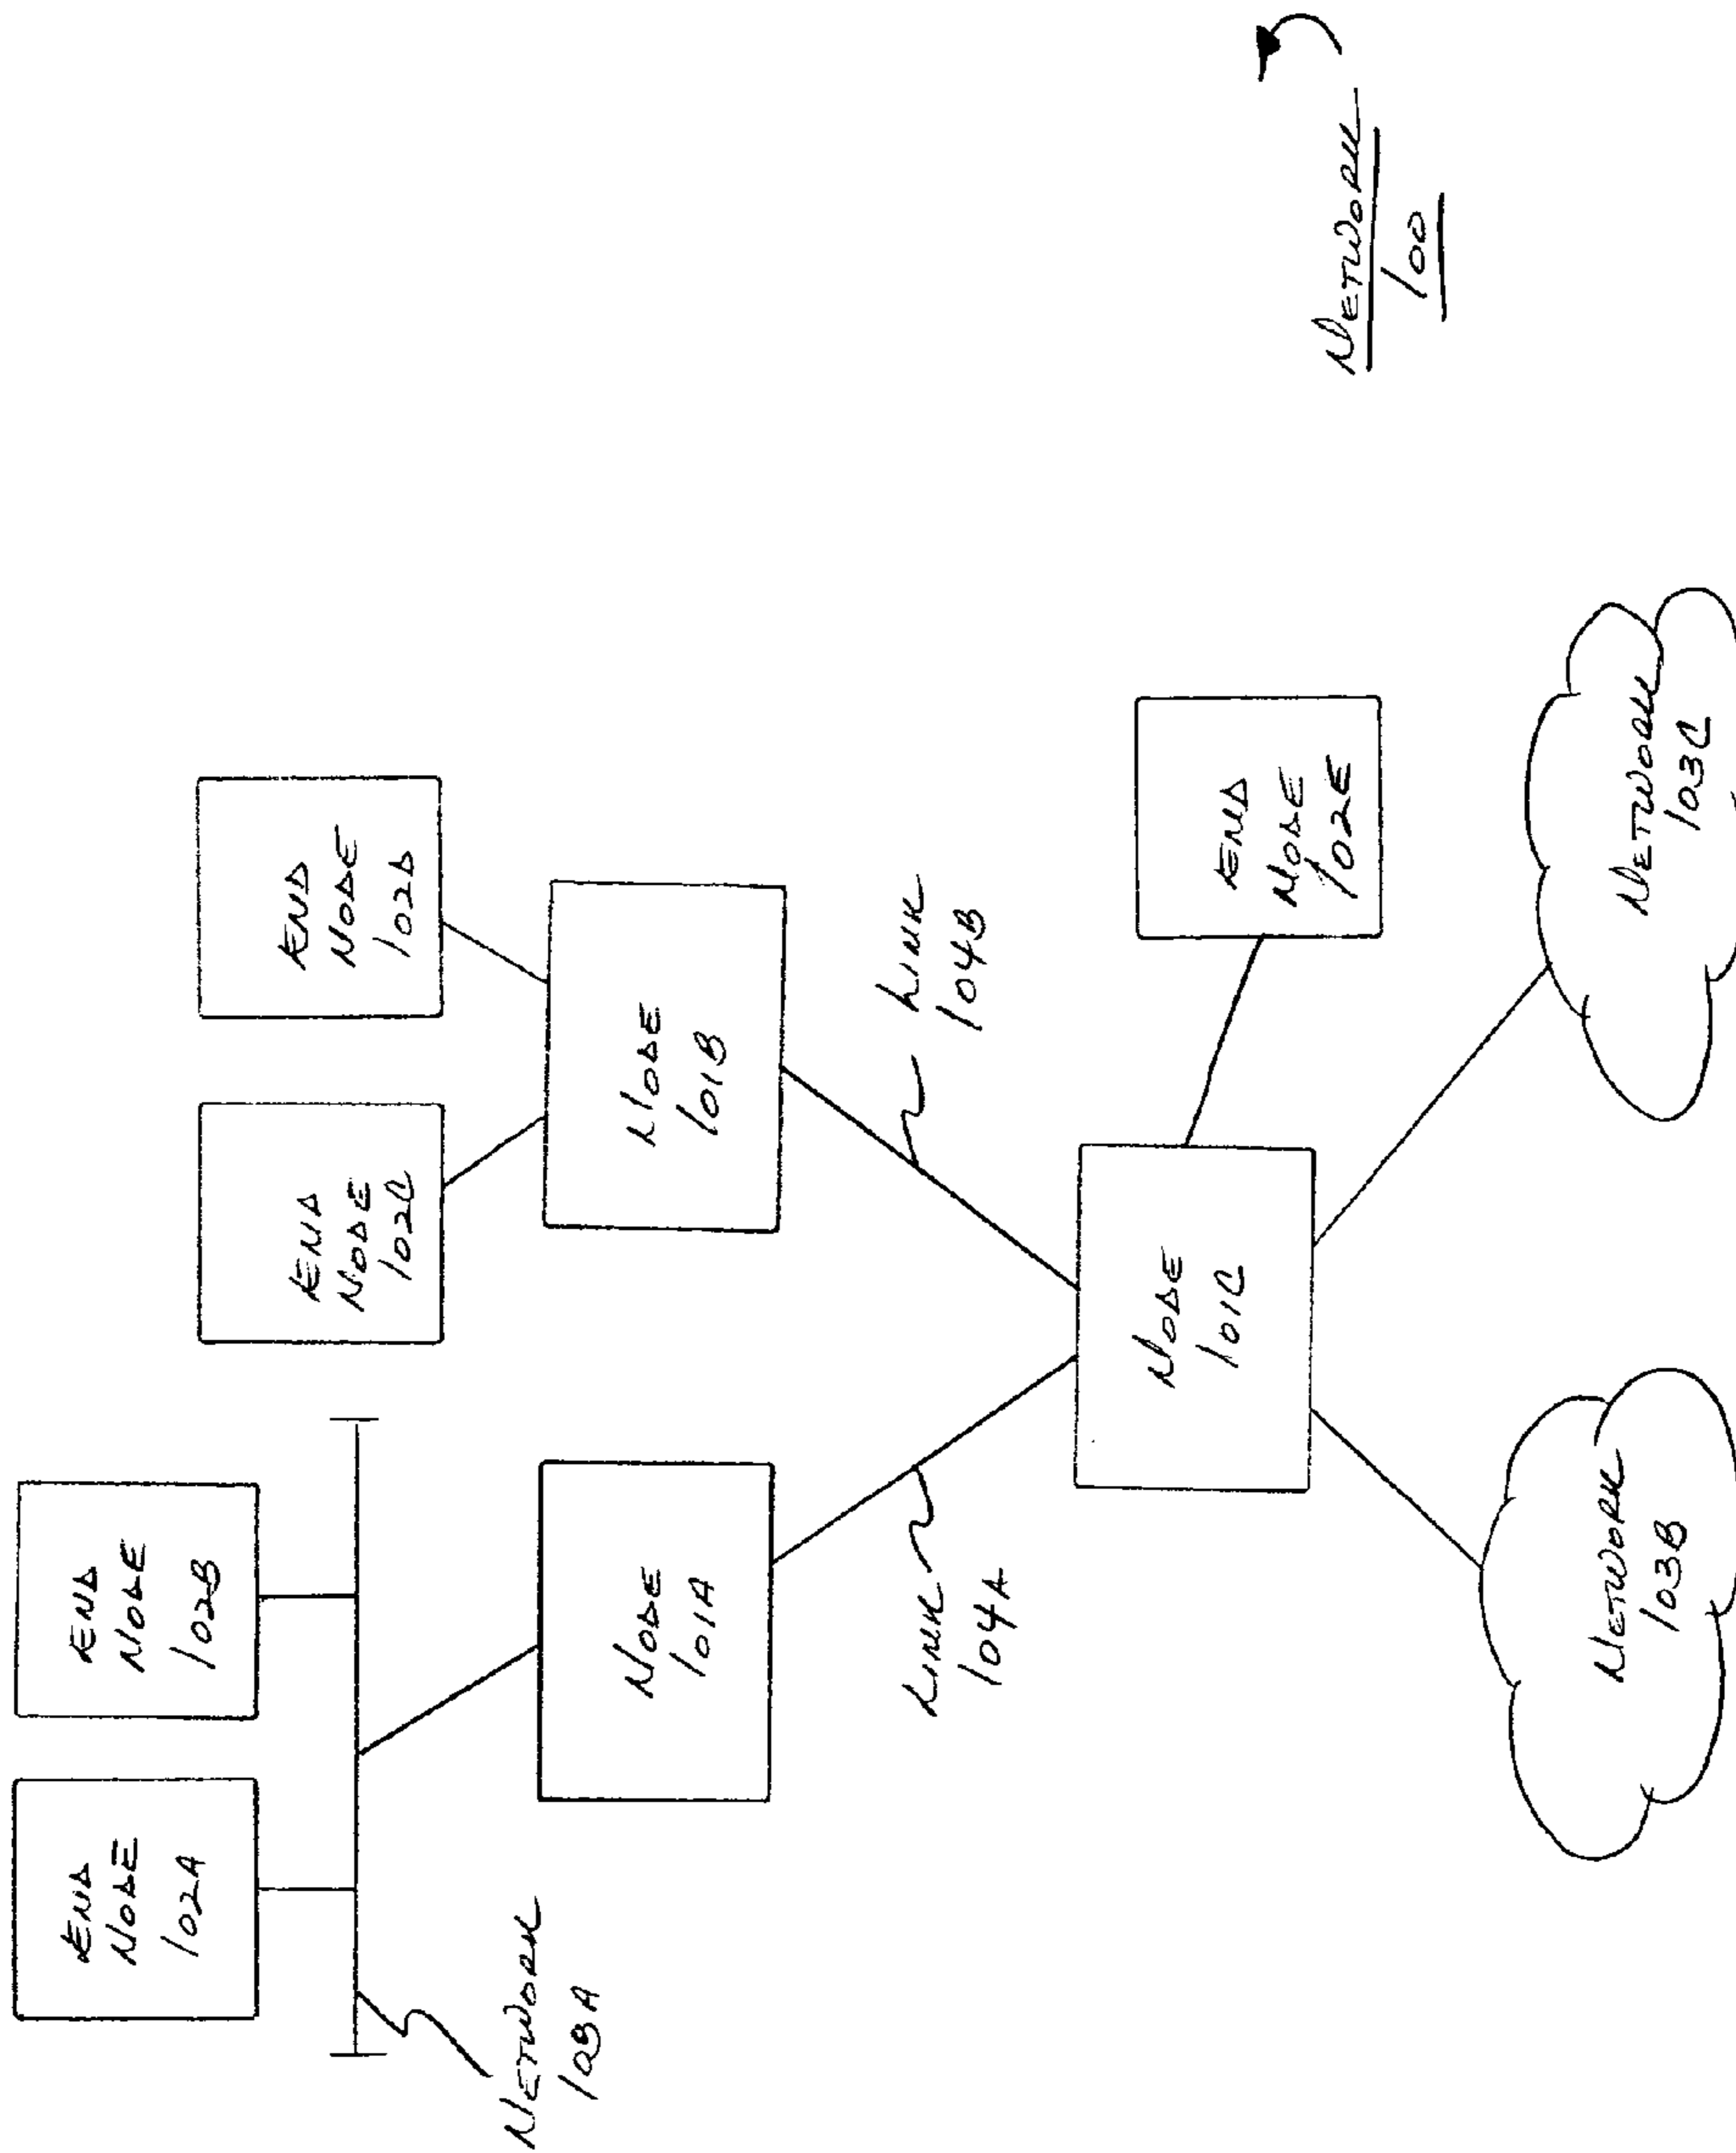 END
NODE
102A
END
NODE
102B
END
NODE
102C
END
NODE
102D
NETWORK
103A
NODE
101A
NODE
101B
LINK
104A
LINK
104B
NODE
101C
END
NODE
102E
NETWORK
103B
NETWORK
103C
NETWORK
100